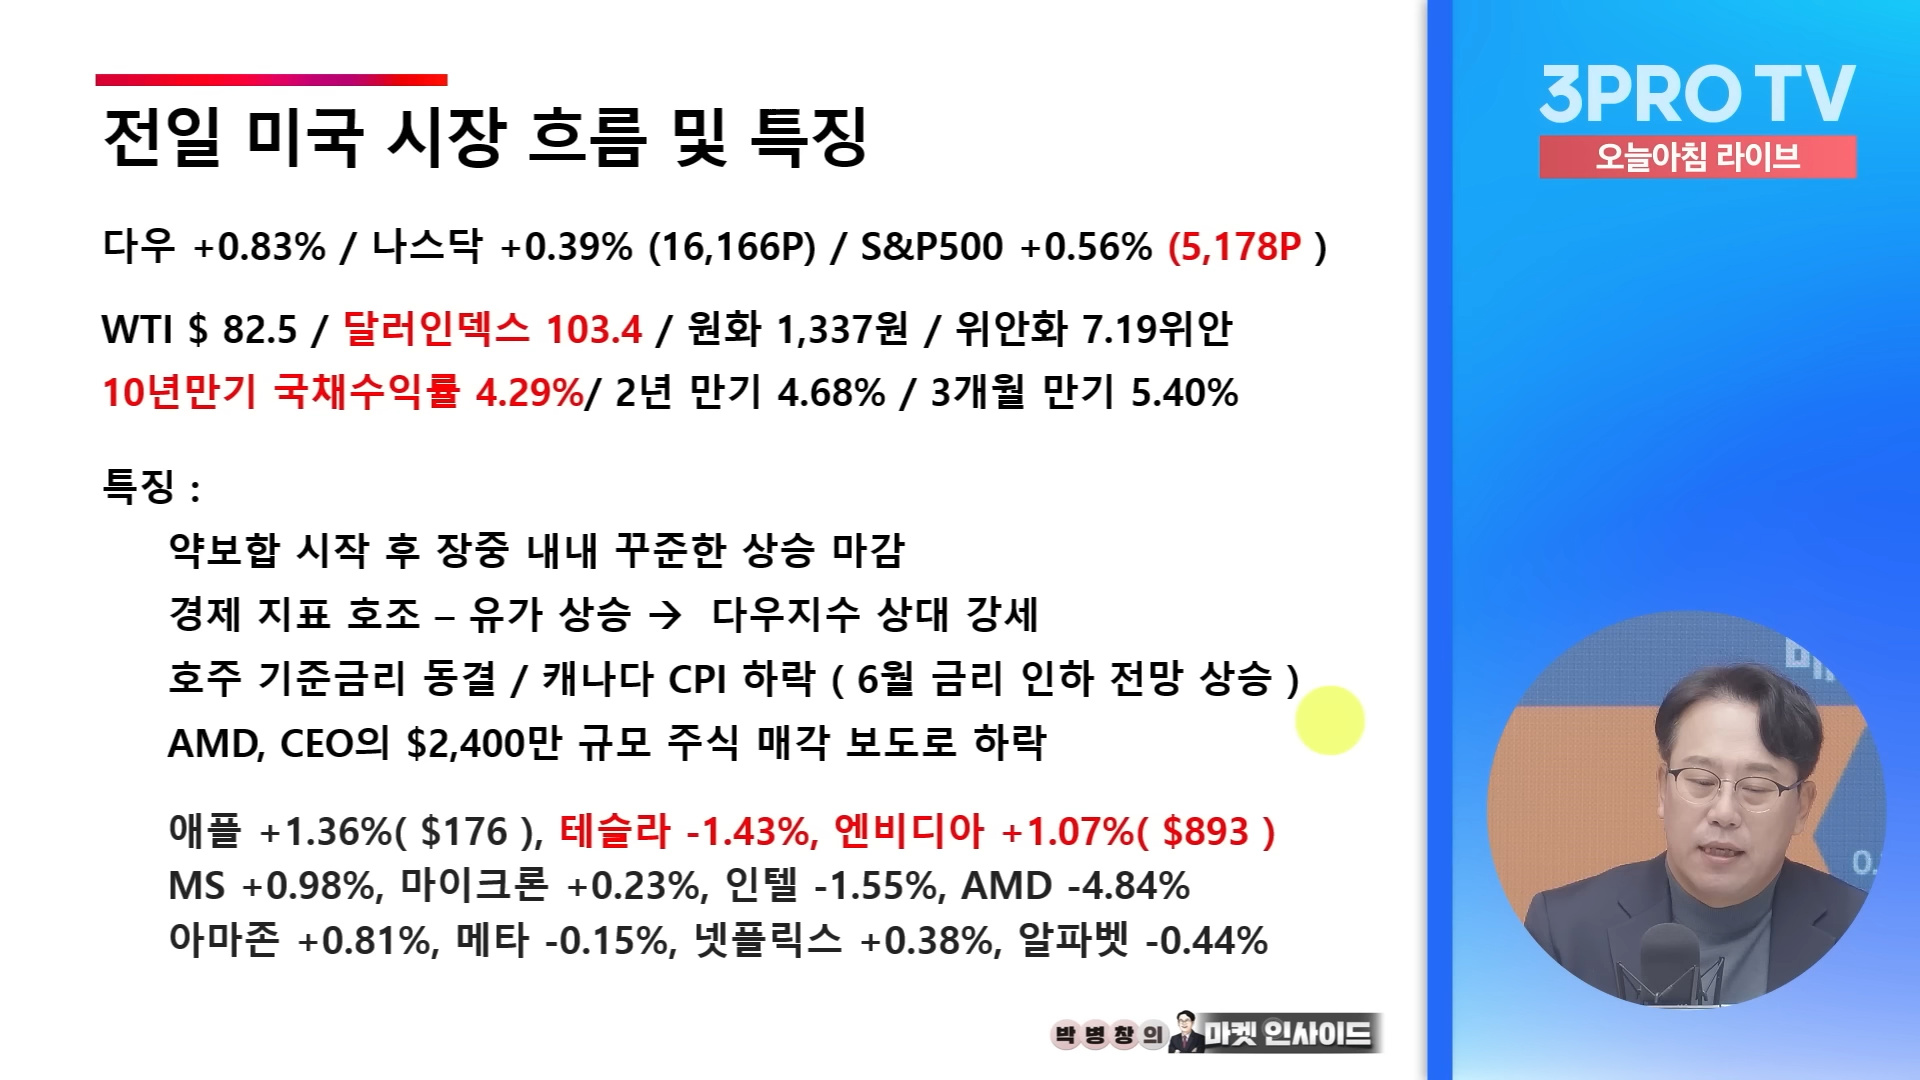 전일 미국 시장 흐름 및 특징
다우 +0.83% / 나스닥 +0.39% (16,166P) / S&P500 +0.56% (5,178P )
WTI $ 82.5 / 달러인덱스 103.4 / 원화 1,337원 / 위안화 7.19위안
10년만기 국채수익률 4.29%/ 2년 만기 4.68% / 3개월 만기 5.40%
특징 :
약보합 시작 후 장중 내내 꾸준한 상승 마감
경제 지표 호조 – 유가 상승 → 다우지수 상대 강세
호주 기준금리 동결 / 캐나다 CPI 하락 ( 6월 금리 인하 전망 상승 )
AMD, CEO의 $2,400만 규모 주식 매각 보도로 하락
애플 +1.36%( $176 ), 테슬라 -1.43%, 엔비디아 +1.07%( $893 )
MS +0.98%, 마이크론 +0.23%, 인텔 -1.55%, AMD -4.84%
아마존 +0.81%, 메타 -0.15%, 넷플릭스 +0.38%, 알파벳 -0.44%
박병창의 마켓 인사이드
3PRO TV
오늘아침 라이브